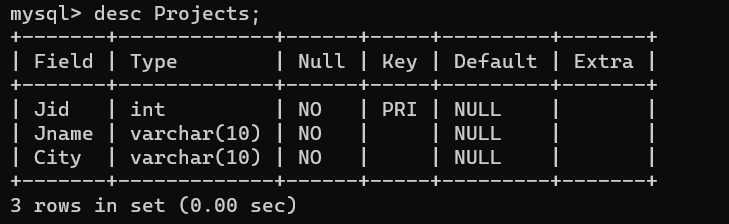 mysql> desc Projects;
+-------+-------------+------+-----+---------+-------+
| Field | Type        | Null | Key | Default | Extra |
+-------+-------------+------+-----+---------+-------+
| Jid   | int         | NO   | PRI | NULL    |       |
| Jname | varchar(10) | NO   |     | NULL    |       |
| City  | varchar(10) | NO   |     | NULL    |       |
+-------+-------------+------+-----+---------+-------+
3 rows in set (0.00 sec)